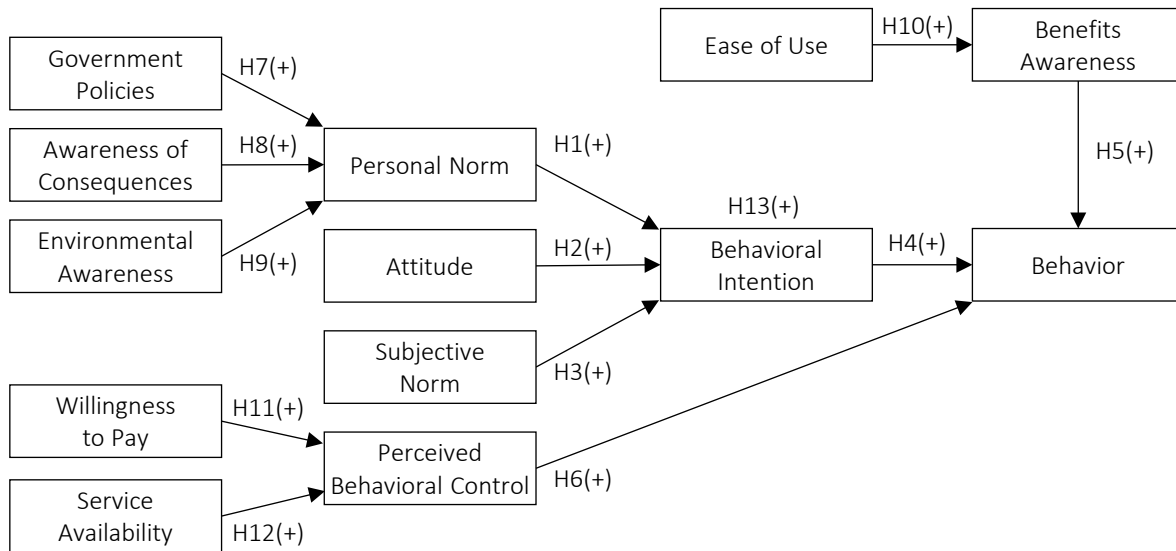 Government
Policies
H7(+)
Awareness of
Consequences
H8(+)
Environmental
Awareness
H9(+)
Personal Norm
H1(+)
Attitude
H2(+)
Subjective
Norm
H3(+)
Willingness
to Pay
H11(+)
Service
Availability
H12(+)
Perceived
Behavioral Control
H6(+)
Ease of Use
H10(+)
Benefits
Awareness
H5(+)
H13(+)
Behavioral
Intention
H4(+)
Behavior